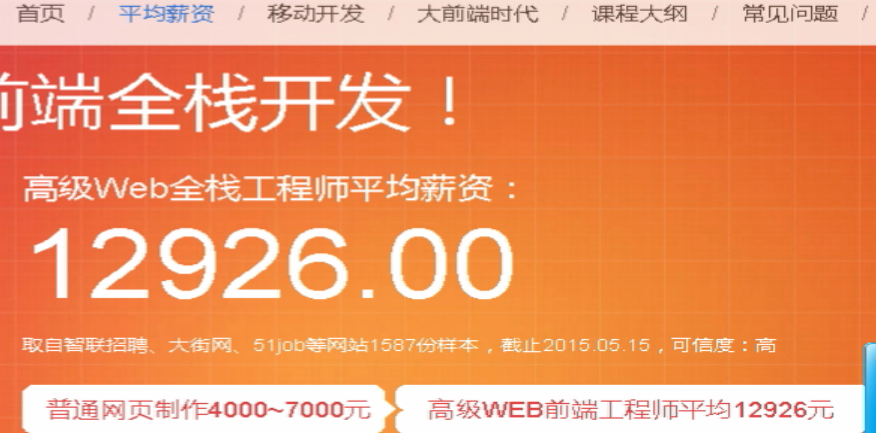 首页 / 平均薪资 / 移动开发 / 大前端时代 / 课程大纲 / 常见问题 /
前端全栈开发！
高级Web全栈工程师平均薪资：
12926.00
取自智联招聘、大街网、51job等网站1587份样本，截止2015.05.15，可信度：高
普通网页制作4000~7000元 高级WEB前端工程师平均12926元